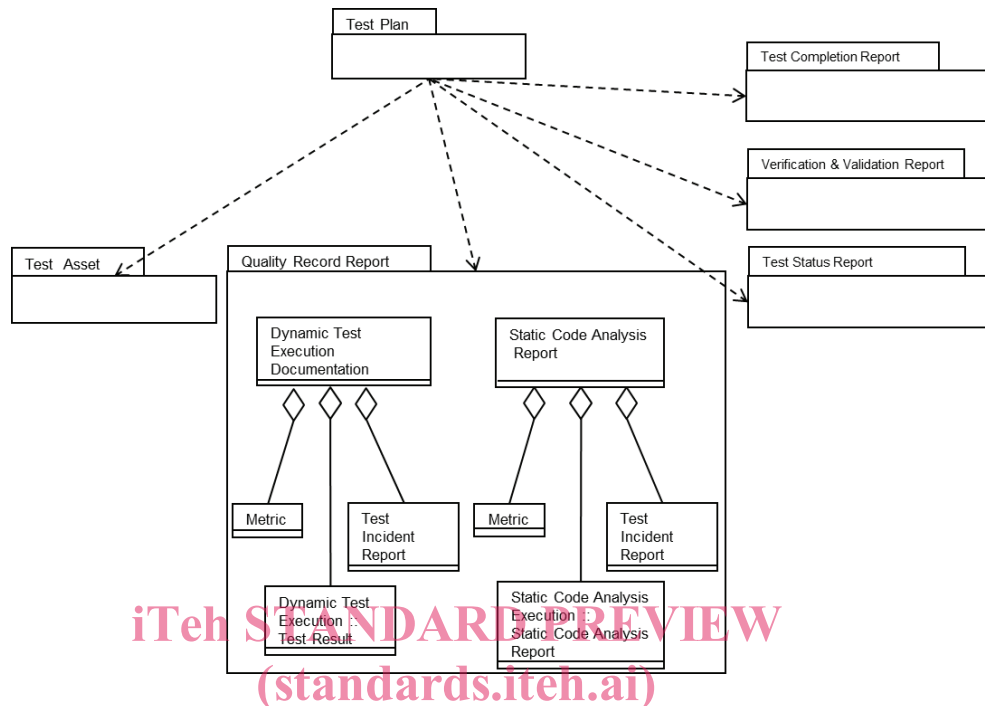 Test Plan
Test Completion Report
Verification & Validation Report
Test Asset
Quality Record Report
Test Status Report
Dynamic Test
Execution
Documentation
Static Code Analysis
Report
Metric
Test
Incident
Report
Metric
Test
Incident
Report
Dynamic Test
Execution ::
Test Result
Static Code Analysis
Execution ::
Static Code Analysis
Report
iTeh STANDARD PREVIEW
(standards.iteh.ai)